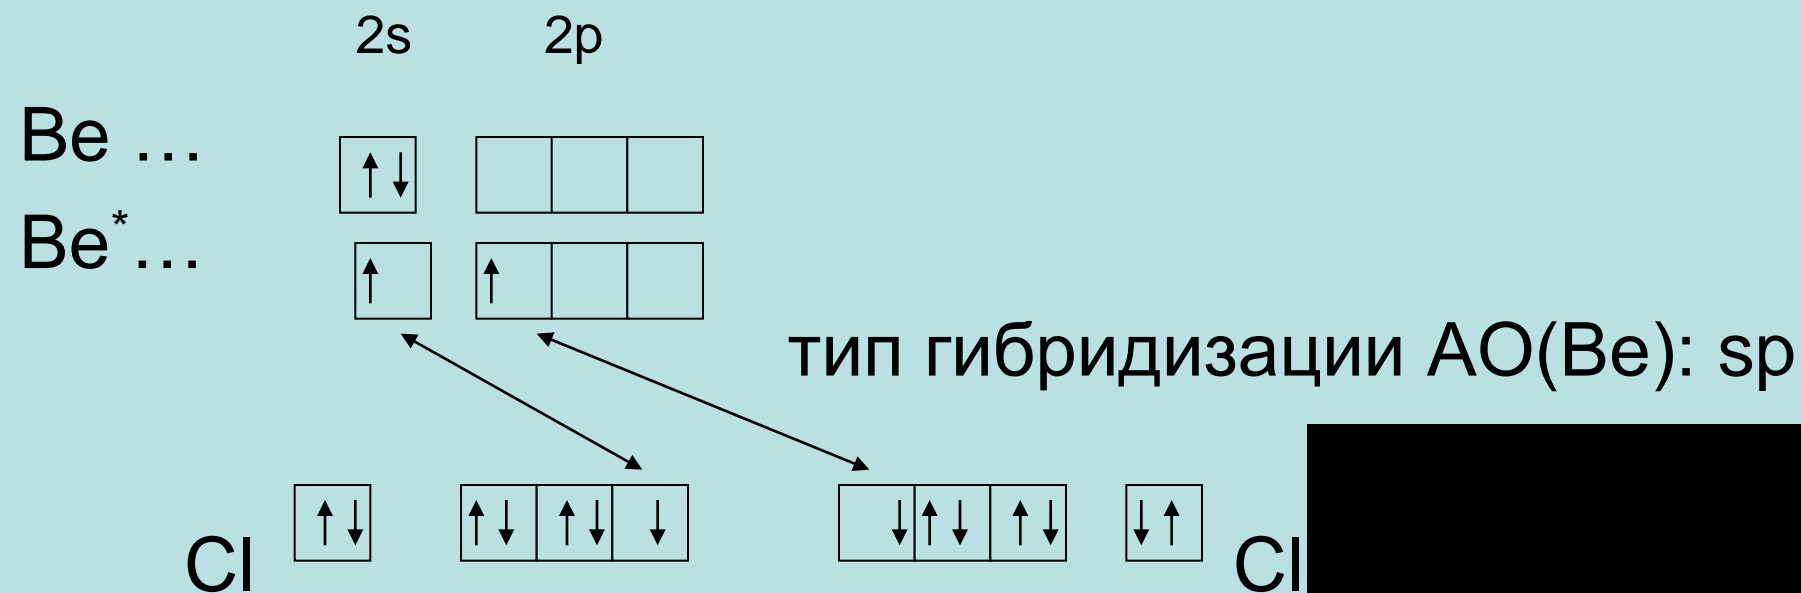 2s 2p
Be …
Be*…
тип гибридизации АО(Be): sp
Cl Cl